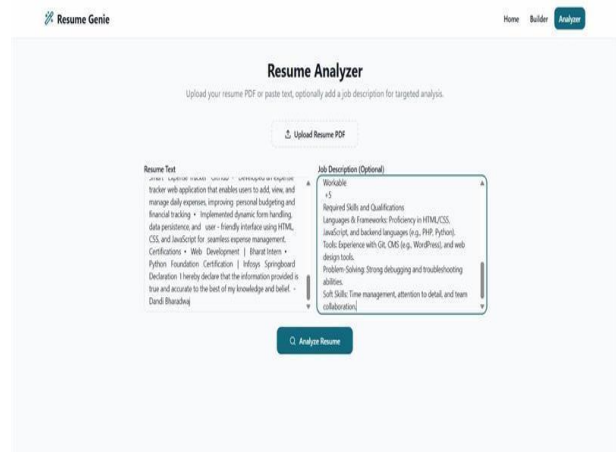 Resume Genie
Home Builder Analyzer
Resume Analyzer
Upload your resume PDF or paste text, optionally add a job description for targeted analysis.
Upload Resume PDF
Resume Text
tracker web application that enables users to add, view, and
manage daily expenses, improving personal budgeting and
financial tracking • Implemented dynamic form handling,
data persistence, and user - friendly interface using HTML,
CSS, and JavaScript for seamless expense management.
Certifications • Web Development | Bharat Intern •
Python Foundation Certification | Infosys Springboard
Declaration I hereby declare that the information provided is
true and accurate to the best of my knowledge and belief. -
Dandi Bharadwaj
Job Description (Optional)
Workable
+5
Required Skills and Qualifications
Languages & Frameworks: Proficiency in HTML/CSS,
JavaScript, and backend languages (e.g., PHP, Python).
Tools: Experience with Git, CMS (e.g., WordPress), and web
design tools.
Problem-Solving: Strong debugging and troubleshooting
abilities.
Soft Skills: Time management, attention to detail, and team
collaboration.
Analyze Resume